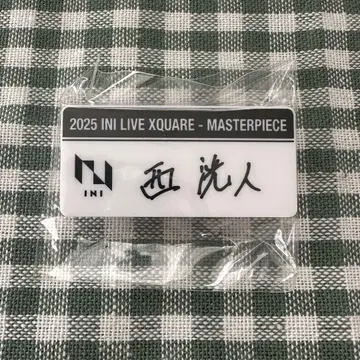 2025 INI LIVE XQUARE - MASTERPIECE
INI
西 洸人